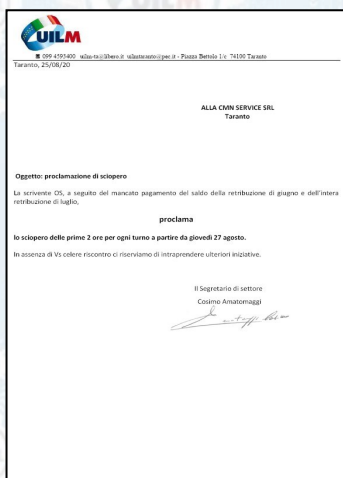 UILM
☎ 099 4595400 uilm-ta@libero.it uilmtaranto@pec.it - Piazza Bettolo 1/c 74100 Taranto
Taranto, 25/08/20
ALLA CMN SERVICE SRL
Taranto
Oggetto: proclamazione di sciopero
La scrivente OS, a seguito del mancato pagamento del saldo della retribuzione di giugno e dell'intera
retribuzione di luglio,
proclama
lo sciopero delle prime 2 ore per ogni turno a partire da giovedì 27 agosto.
In assenza di Vs celere riscontro ci riserviamo di intraprendere ulteriori iniziative.
Il Segretario di settore
Cosimo Amatomaggi